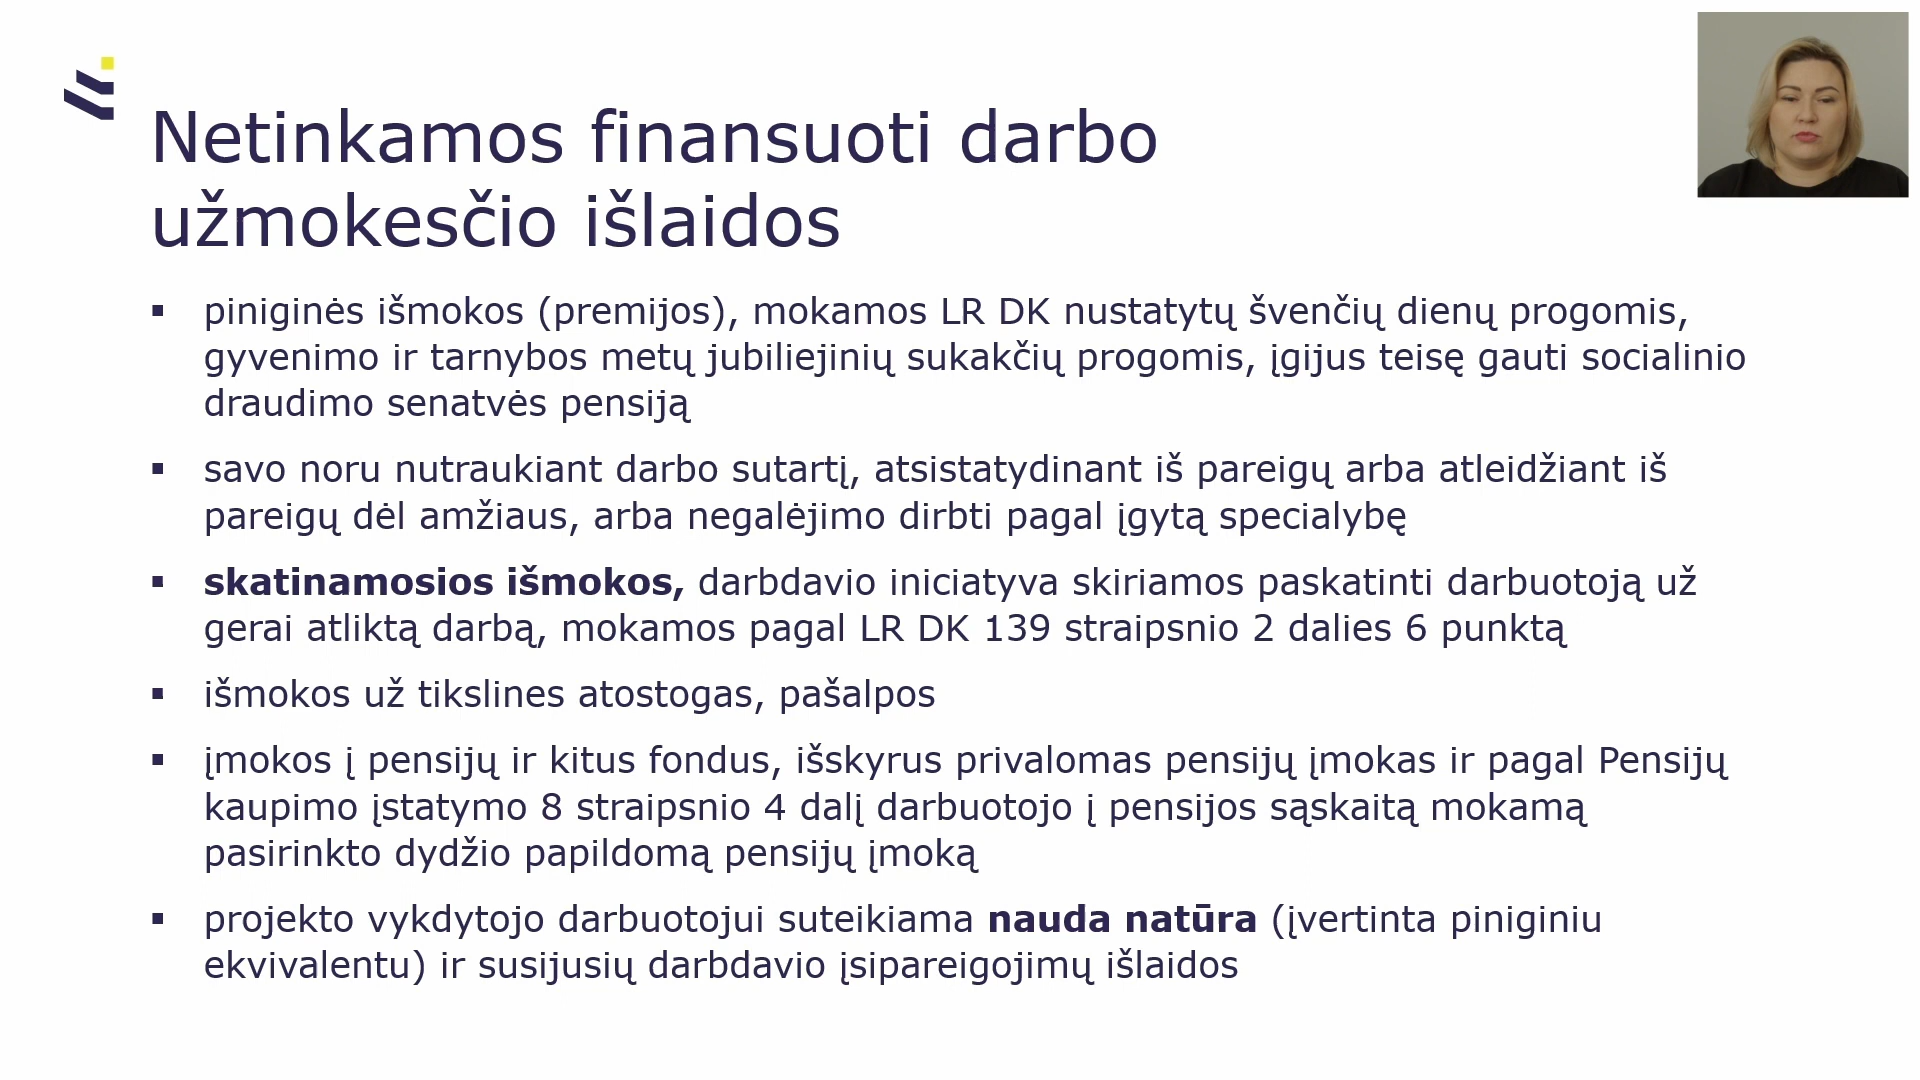 Netinkamos finansuoti darbo
užmokesčio išlaidos
▪ piniginės išmokos (premijos), mokamos LR DK nustatytų švenčių dienų progomis,
gyvenimo ir tarnybos metų jubiliejinių sukakčių progomis, įgijus teisę gauti socialinio
draudimo senatvės pensiją
▪ savo noru nutraukiant darbo sutartį, atsistatydinant iš pareigų arba atleidžiant iš
pareigų dėl amžiaus, arba negalėjimo dirbti pagal įgytą specialybę
▪ skatinamosios išmokos, darbdavio iniciatyva skiriamos paskatinti darbuotoją už
gerai atliktą darbą, mokamos pagal LR DK 139 straipsnio 2 dalies 6 punktą
▪ išmokos už tikslines atostogas, pašalpos
▪ įmokos į pensijų ir kitus fondus, išskyrus privalomas pensijų įmokas ir pagal Pensijų
kaupimo įstatymo 8 straipsnio 4 dalį darbuotojo į pensijos sąskaitą mokamą
pasirinkto dydžio papildomą pensijų įmoką
▪ projekto vykdytojo darbuotojui suteikiama nauda natūra (įvertinta piniginiu
ekvivalentu) ir susijusių darbdavio įsipareigojimų išlaidos